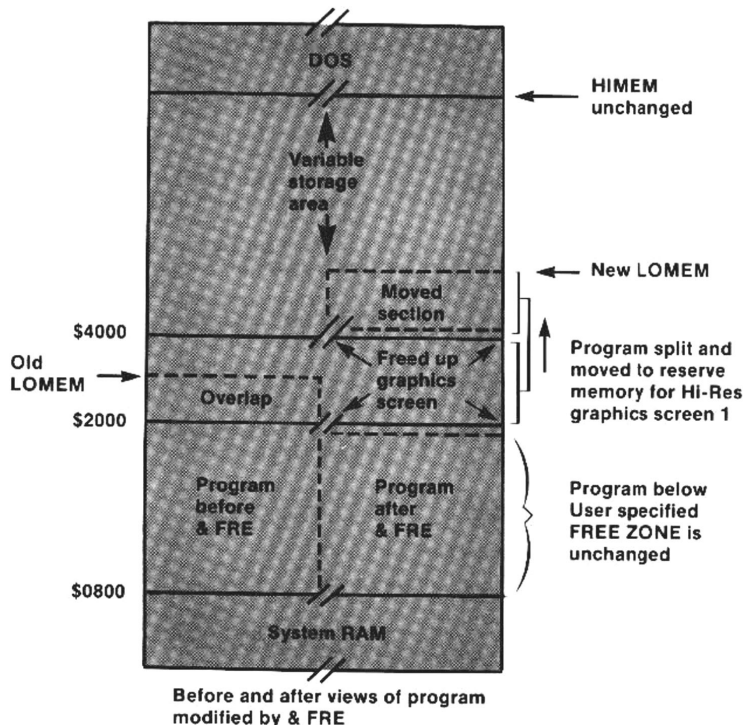 DOS
HIMEM
unchanged
Variable
storage
area
New LOMEM
Moved
section
$4000
Old
LOMEM
Freed up
graphics
screen
Program split and
moved to reserve
memory for Hi-Res
graphics screen 1
Overlap
$2000
Program
before
& FRE
Program
after
& FRE
Program below
User specified
FREE ZONE is
unchanged
$0800
System RAM
Before and after views of program
modified by & FRE